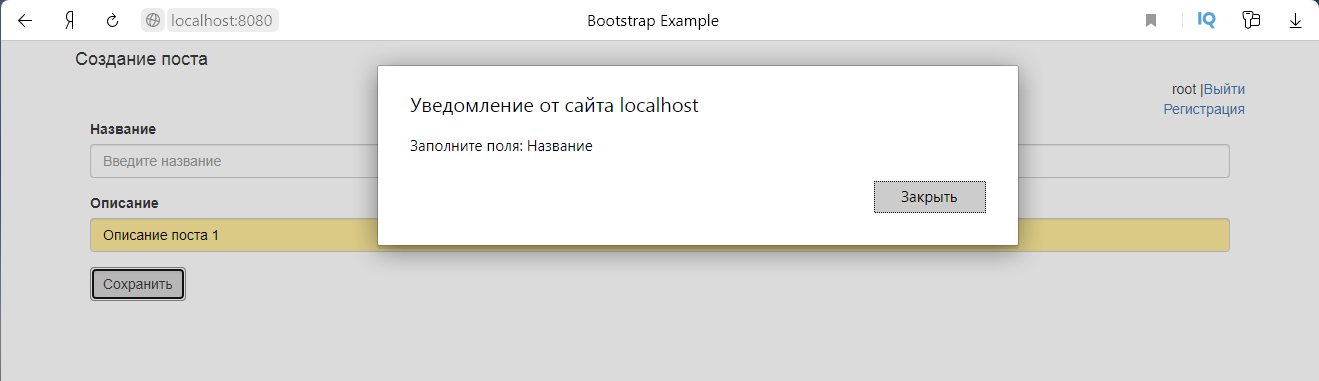 localhost:8080 Bootstrap Example IQ
Создание поста
Уведомление от сайта localhost
Заполните поля: Название
Закрыть
root |Выйти
Регистрация
Название
Введите название
Описание
Описание поста 1
Сохранить